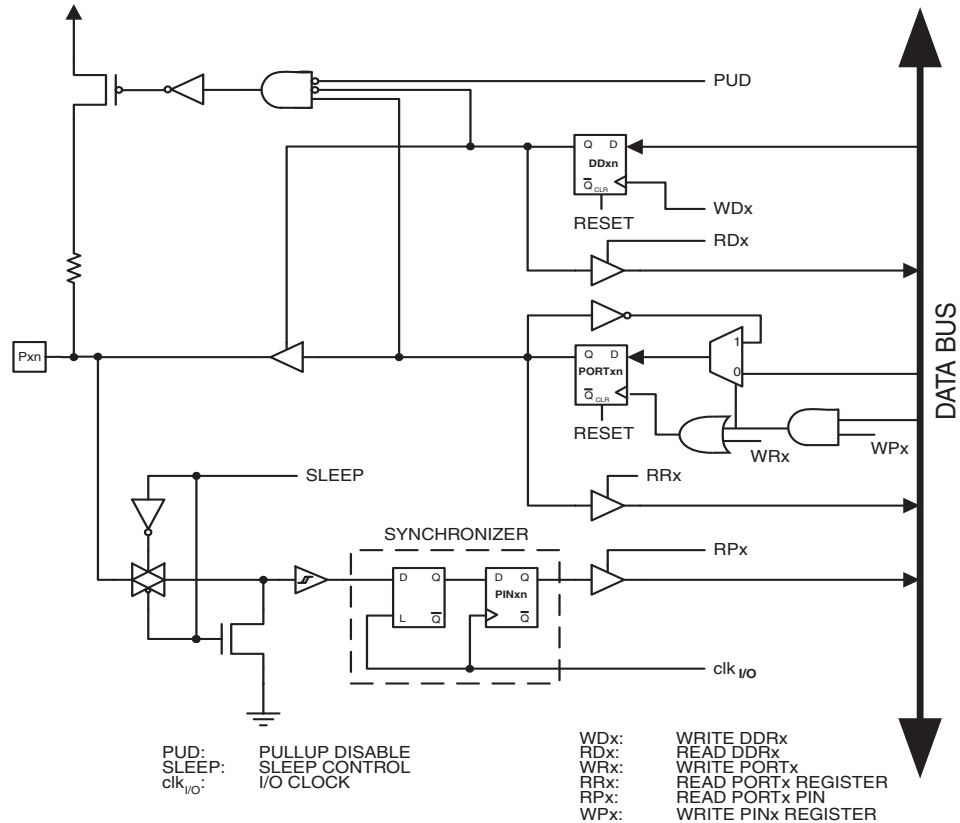 PUD
Q D
DDxn
Q CLR
WDx
RESET
RDx
Pxn
1
Q D
PORTxn
0
Q CLR
RESET
WRx
WPx
DATA BUS
SLEEP
RRx
SYNCHRONIZER
RPx
D Q
D Q
PINxn
L Q
Q
clk I/O
PUD: PULLUP DISABLE
SLEEP: SLEEP CONTROL
clkI/O: I/O CLOCK
WDx: WRITE DDRx
RDx: READ DDRx
WRx: WRITE PORTx
RRx: READ PORTx REGISTER
RPx: READ PORTx PIN
WPx: WRITE PINx REGISTER